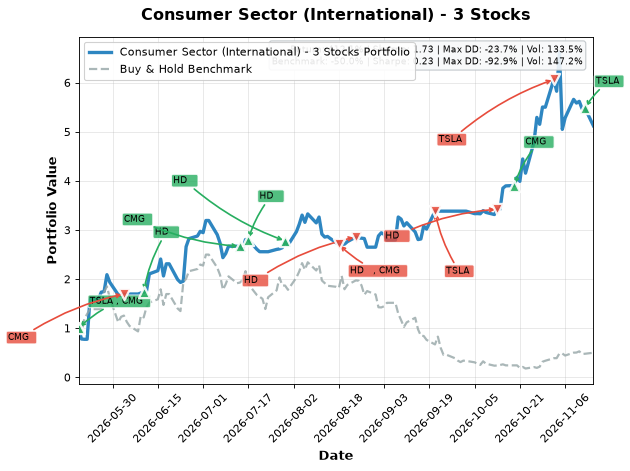 Consumer Sector (International) - 3 Stocks
Consumer Sector (International) - 3 Stocks Portfolio
Buy & Hold Benchmark
1.73 | Max DD: -23.7% | Vol: 133.5%
Benchmark: -50.0% | Sharpe: 0.23 | Max DD: -92.9% | Vol: 147.2%
TSLA
TSLA
CMG
HD
HD
CMG
HD
HD
TSLA , CMG
HD
HD , CMG
TSLA
CMG
Portfolio Value
6
5
4
3
2
1
0
2026-05-30
2026-06-15
2026-07-01
2026-07-17
2026-08-02
2026-08-18
2026-09-03
2026-09-19
2026-10-05
2026-10-21
2026-11-06
Date